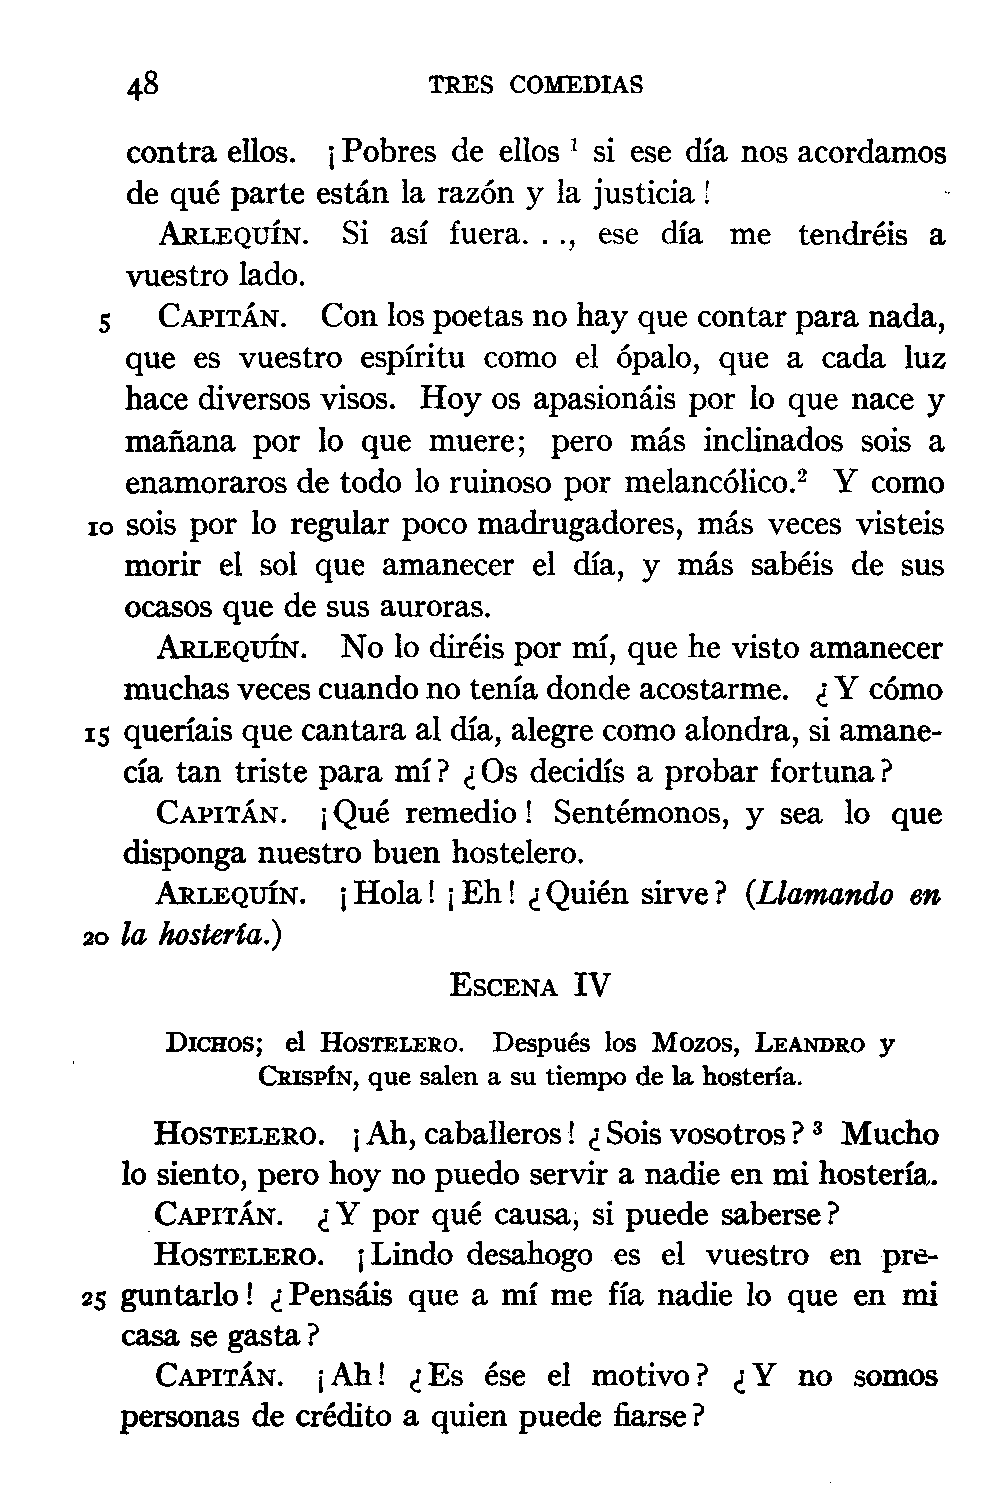 48 TRES COMEDIAS
contra ellos. ¡Pobres de ellos ¹ si ese día nos acordamos
de qué parte están la razón y la justicia!
ARLEQUÍN. Si así fuera. . ., ese día me tendréis a
vuestro lado.
5 CAPITÁN. Con los poetas no hay que contar para nada,
que es vuestro espíritu como el ópalo, que a cada luz
hace diversos visos. Hoy os apasionáis por lo que nace y
mañana por lo que muere; pero más inclinados sois a
enamoraros de todo lo ruinoso por melancólico.² Y como
10 sois por lo regular poco madrugadores, más veces visteis
morir el sol que amanecer el día, y más sabéis de sus
ocasos que de sus auroras.
ARLEQUÍN. No lo diréis por mí, que he visto amanecer
muchas veces cuando no tenía donde acostarme. ¿Y cómo
15 queríais que cantara al día, alegre como alondra, si amane-
cía tan triste para mí? ¿Os decidís a probar fortuna?
CAPITÁN. ¡Qué remedio! Sentémonos, y sea lo que
disponga nuestro buen hostelero.
ARLEQUÍN. ¡Hola! ¡Eh! ¿Quién sirve? (Llamando en
20 la hostería.)
ESCENA IV
DICHOS; el HOSTELERO. Después los MOZOS, LEANDRO y
CRISPÍN, que salen a su tiempo de la hostería.
HOSTELERO. ¡Ah, caballeros! ¿Sois vosotros? ³ Mucho
lo siento, pero hoy no puedo servir a nadie en mi hostería.
CAPITÁN. ¿Y por qué causa, si puede saberse?
HOSTELERO. ¡Lindo desahogo es el vuestro en pre-
25 guntarlo! ¿Pensáis que a mí me fía nadie lo que en mi
casa se gasta?
CAPITÁN. ¡Ah! ¿Es ése el motivo? ¿Y no somos
personas de crédito a quien puede fiarse?